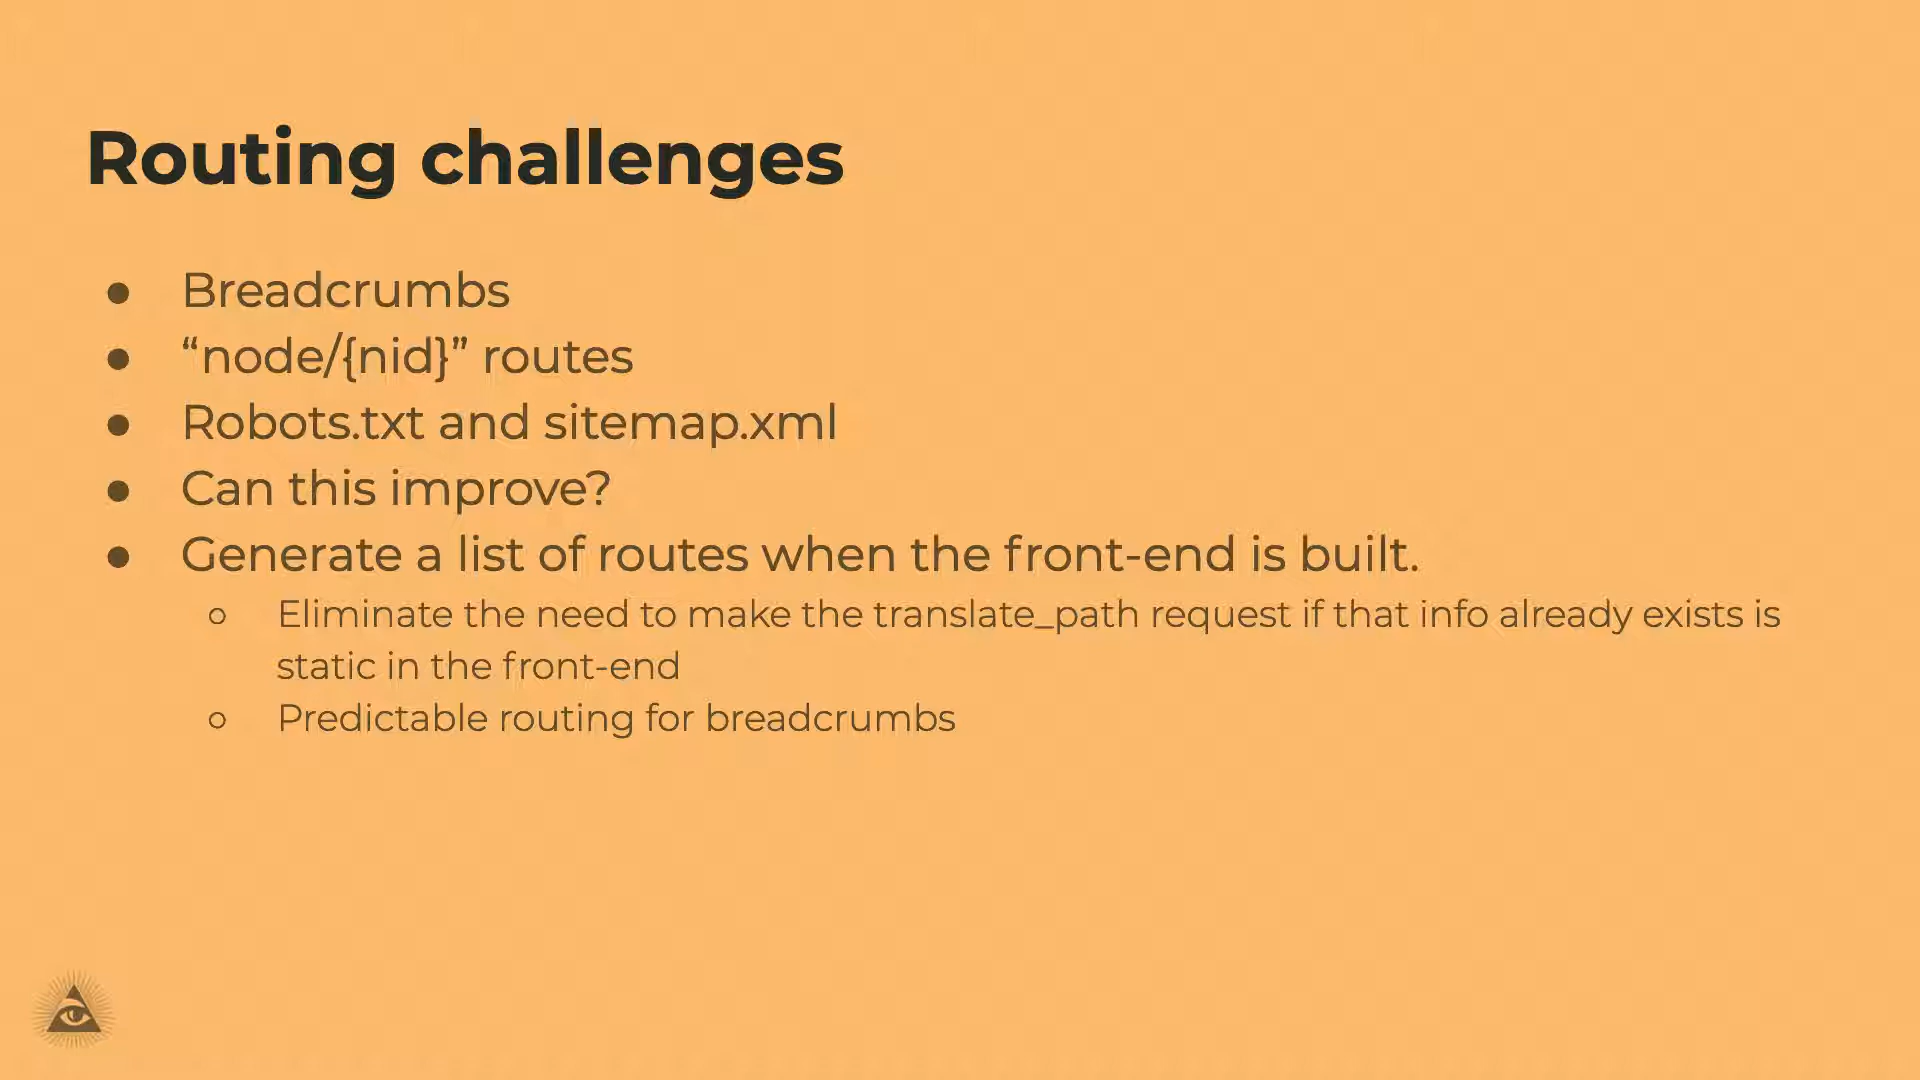 Routing challenges
● Breadcrumbs
● “node/{nid}” routes
● Robots.txt and sitemap.xml
● Can this improve?
● Generate a list of routes when the front-end is built.
○ Eliminate the need to make the translate_path request if that info already exists is
static in the front-end
○ Predictable routing for breadcrumbs